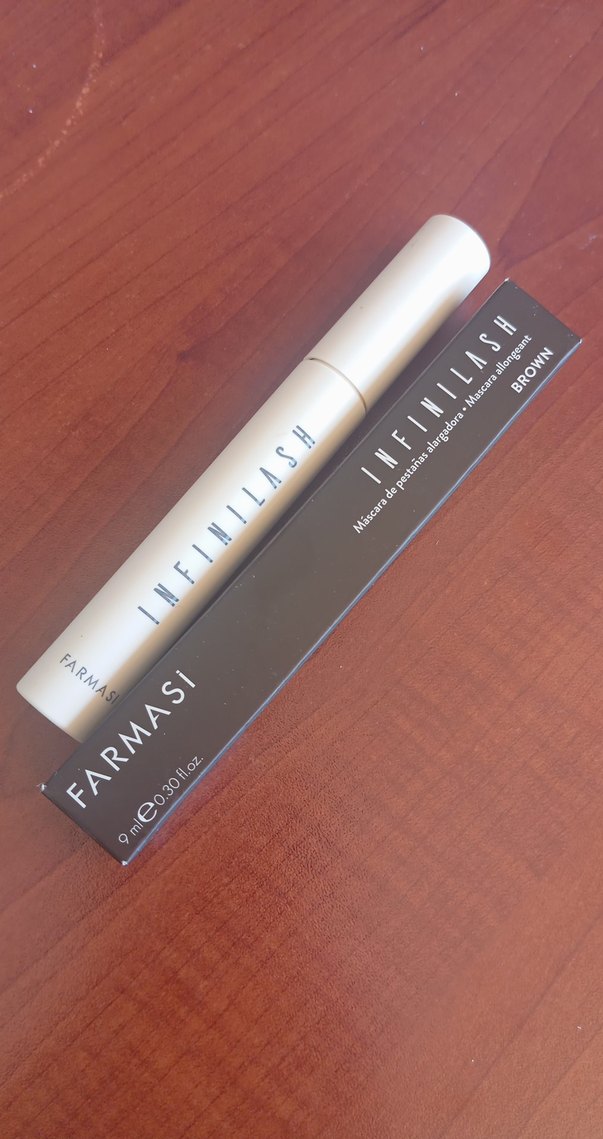 INFINILASH
FARMASi
INFINILASH
Máscara de pestañas alargadora • Mascara allongeant
BROWN
FARMASi
9 ml e 0.30 fl.oz.